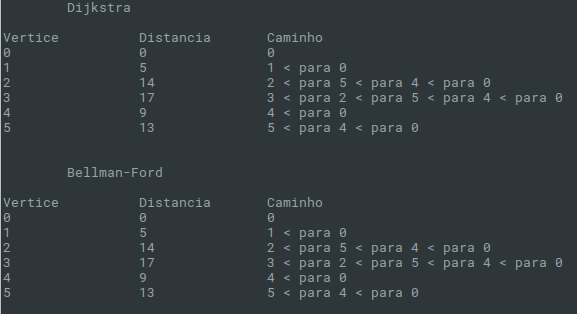 Dijkstra
Vertice Distancia Caminho
0 0 0
1 5 1 < para 0
2 14 2 < para 5 < para 4 < para 0
3 17 3 < para 2 < para 5 < para 4 < para 0
4 9 4 < para 0
5 13 5 < para 4 < para 0
Bellman-Ford
Vertice Distancia Caminho
0 0 0
1 5 1 < para 0
2 14 2 < para 5 < para 4 < para 0
3 17 3 < para 2 < para 5 < para 4 < para 0
4 9 4 < para 0
5 13 5 < para 4 < para 0